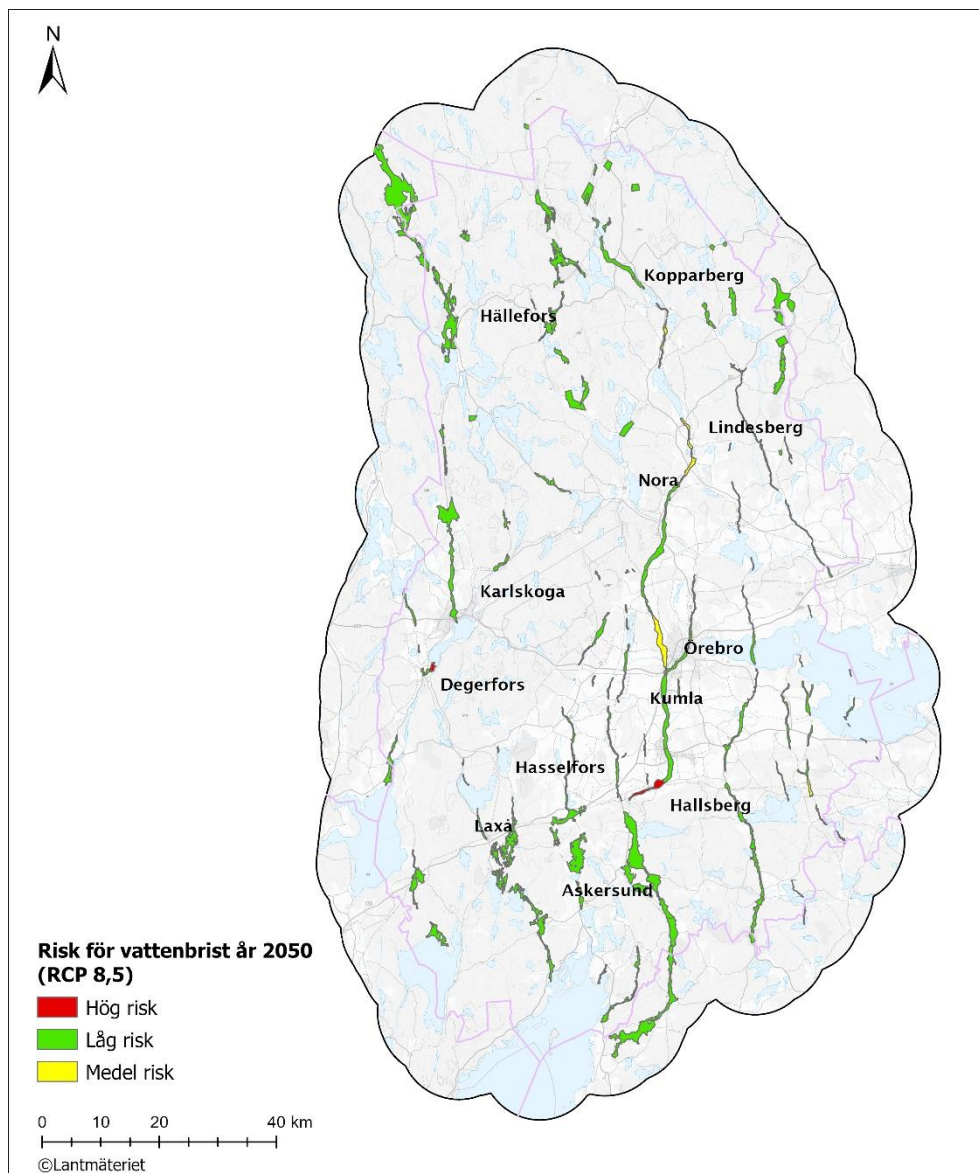 N
Kopparberg
Hällefors
Lindesberg
Nora
Karlskoga
Örebro
Degerfors
Kumla
Hasselfors
Hallsberg
Laxå
Askersund
Risk för vattenbrist år 2050
(RCP 8,5)
Hög risk
Låg risk
Medel risk
0 10 20 40 km
©Lantmäteriet